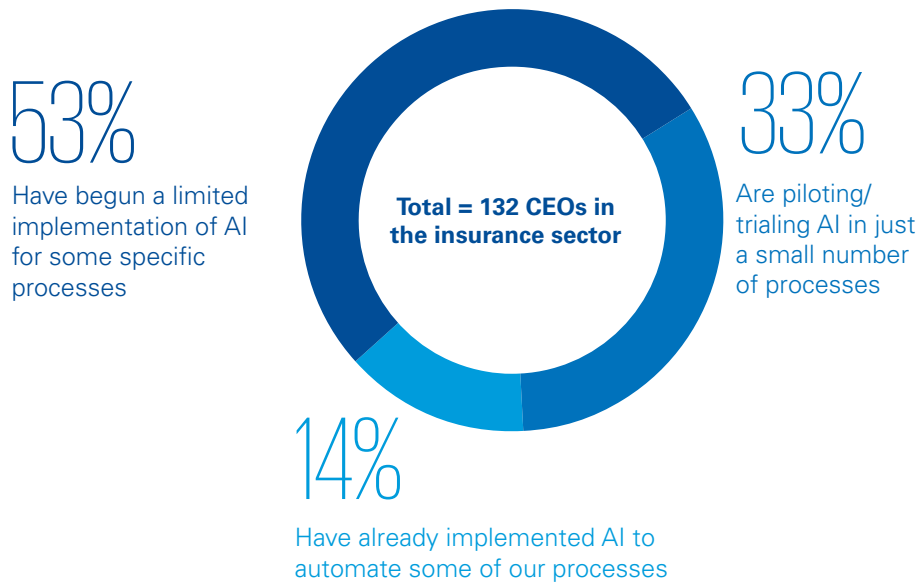 53%
Have begun a limited
implementation of AI
for some specific
processes
Total = 132 CEOs in
the insurance sector
33%
Are piloting/
trialing AI in just
a small number
of processes
14%
Have already implemented AI to
automate some of our processes